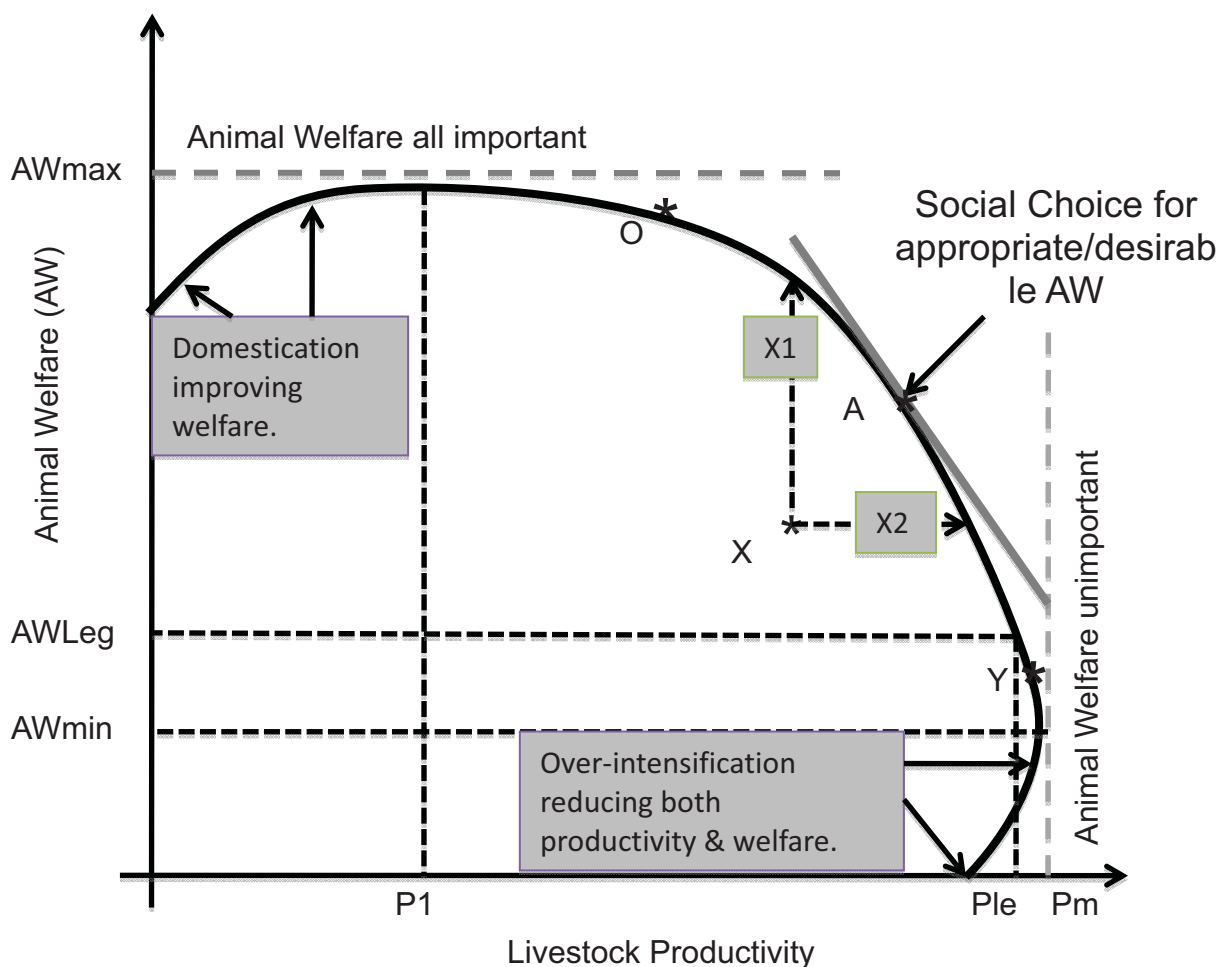 Animal Welfare all important
AWmax
Animal Welfare (AW)
Social Choice for
appropriate/desirab
le AW
O
X1
Domestication
improving
welfare.
A
X2
X
Animal Welfare unimportant
AWLeg
Y
AWmin
Over-intensification
reducing both
productivity & welfare.
P1
Ple
Pm
Livestock Productivity